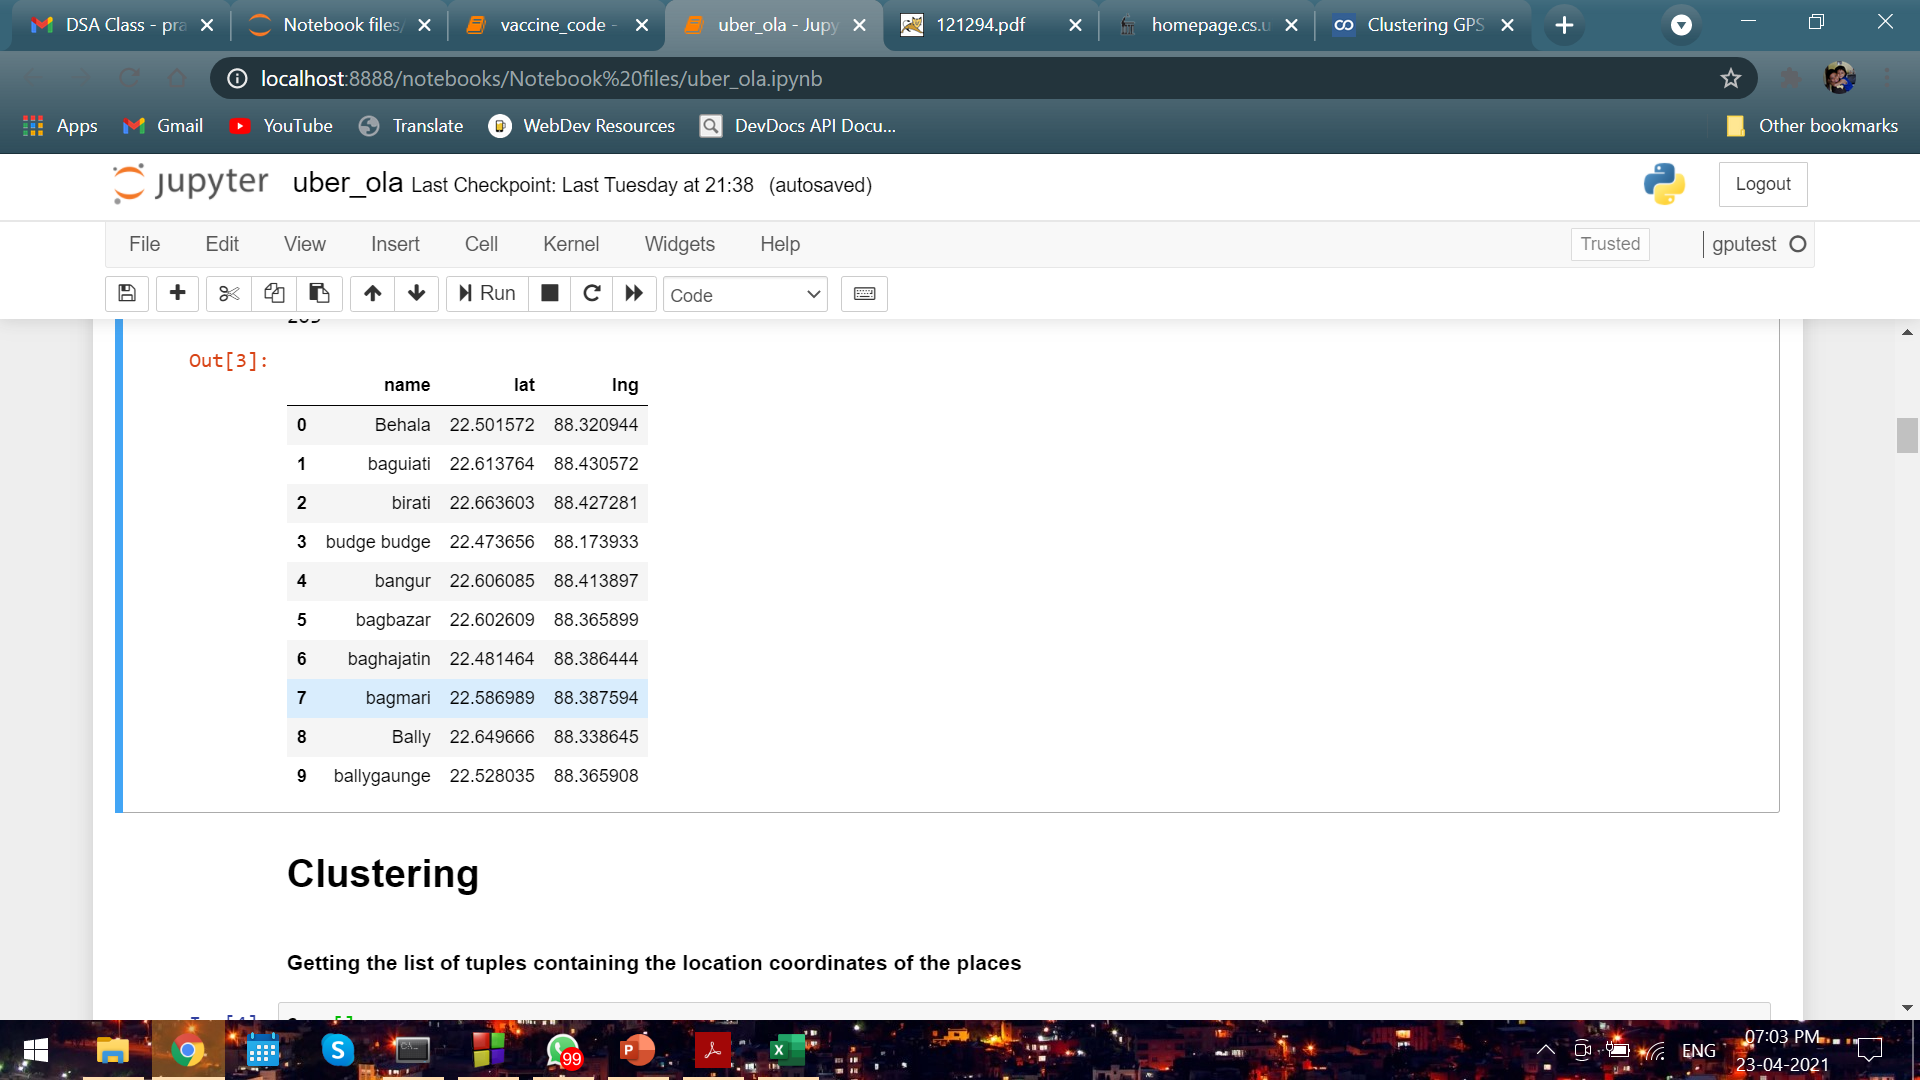 DSA Class - pra
Notebook files/
vaccine_code -
uber_ola - Jupy
121294.pdf
homepage.cs.u
Clustering GPS
localhost:8888/notebooks/Notebook%20files/uber_ola.ipynb
Apps
Gmail
YouTube
Translate
WebDev Resources
DevDocs API Docu...
Other bookmarks
jupyter
uber_ola Last Checkpoint: Last Tuesday at 21:38 (autosaved)
Logout
File Edit View Insert Cell Kernel Widgets Help
Trusted
gputest
Run
Code
Out[3]:
name lat lng
0 Behala 22.501572 88.320944
1 baguiati 22.613764 88.430572
2 birati 22.663603 88.427281
3 budge budge 22.473656 88.173933
4 bangur 22.606085 88.413897
5 bagbazar 22.602609 88.365899
6 baghajatin 22.481464 88.386444
7 bagmari 22.586989 88.387594
8 Bally 22.649666 88.338645
9 ballygaunge 22.528035 88.365908
Clustering
Getting the list of tuples containing the location coordinates of the places
99
ENG
07:03 PM
23-04-2021